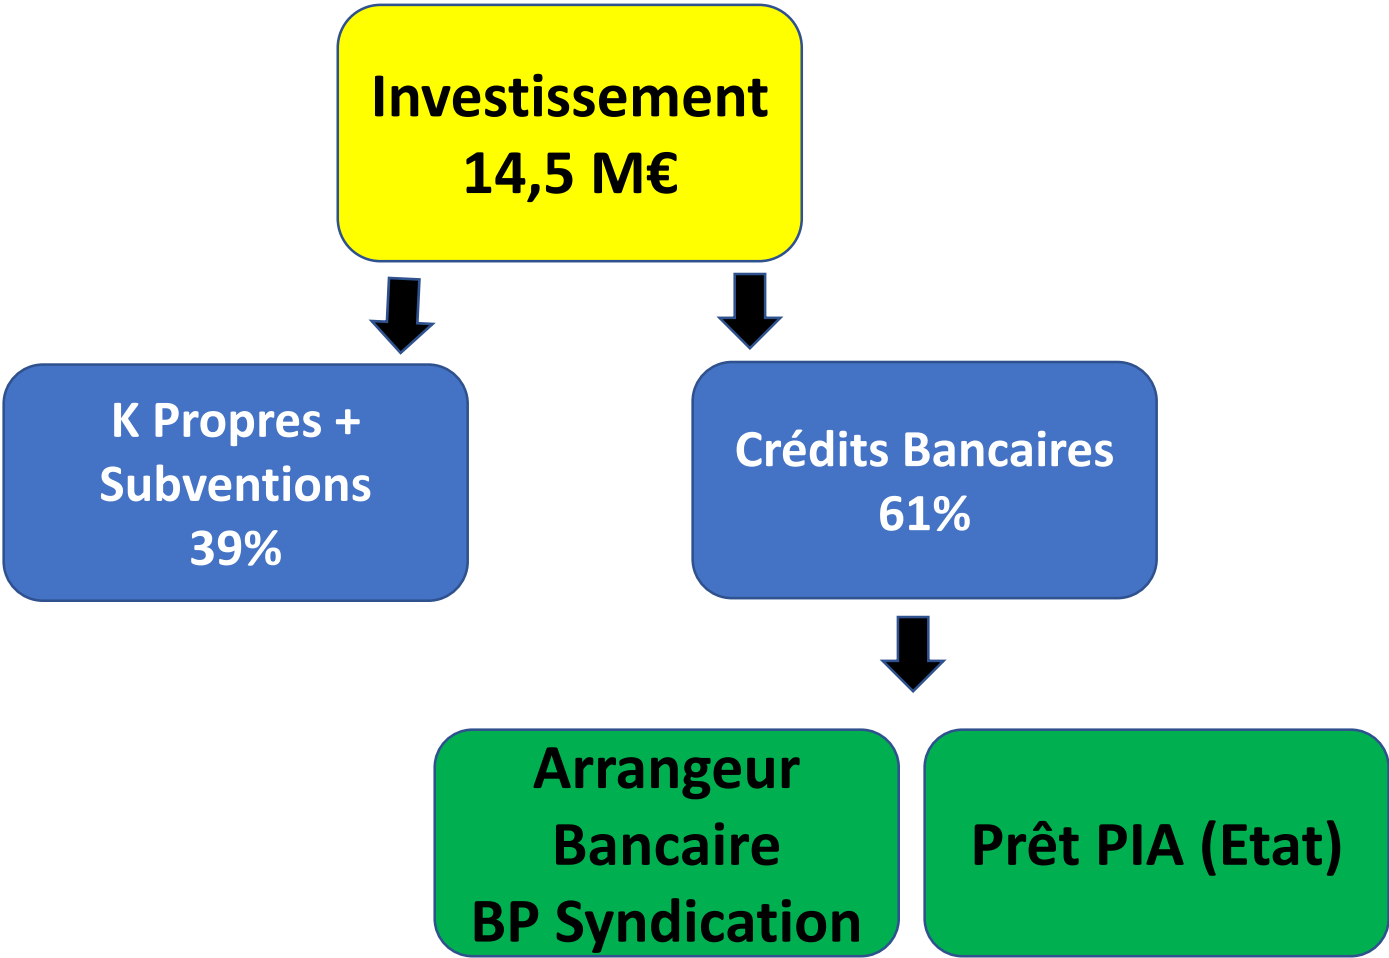 Investissement
14,5 M€
K Propres +
Subventions
39%
Crédits Bancaires
61%
Arrangeur
Bancaire
BP Syndication
Prêt PIA (Etat)